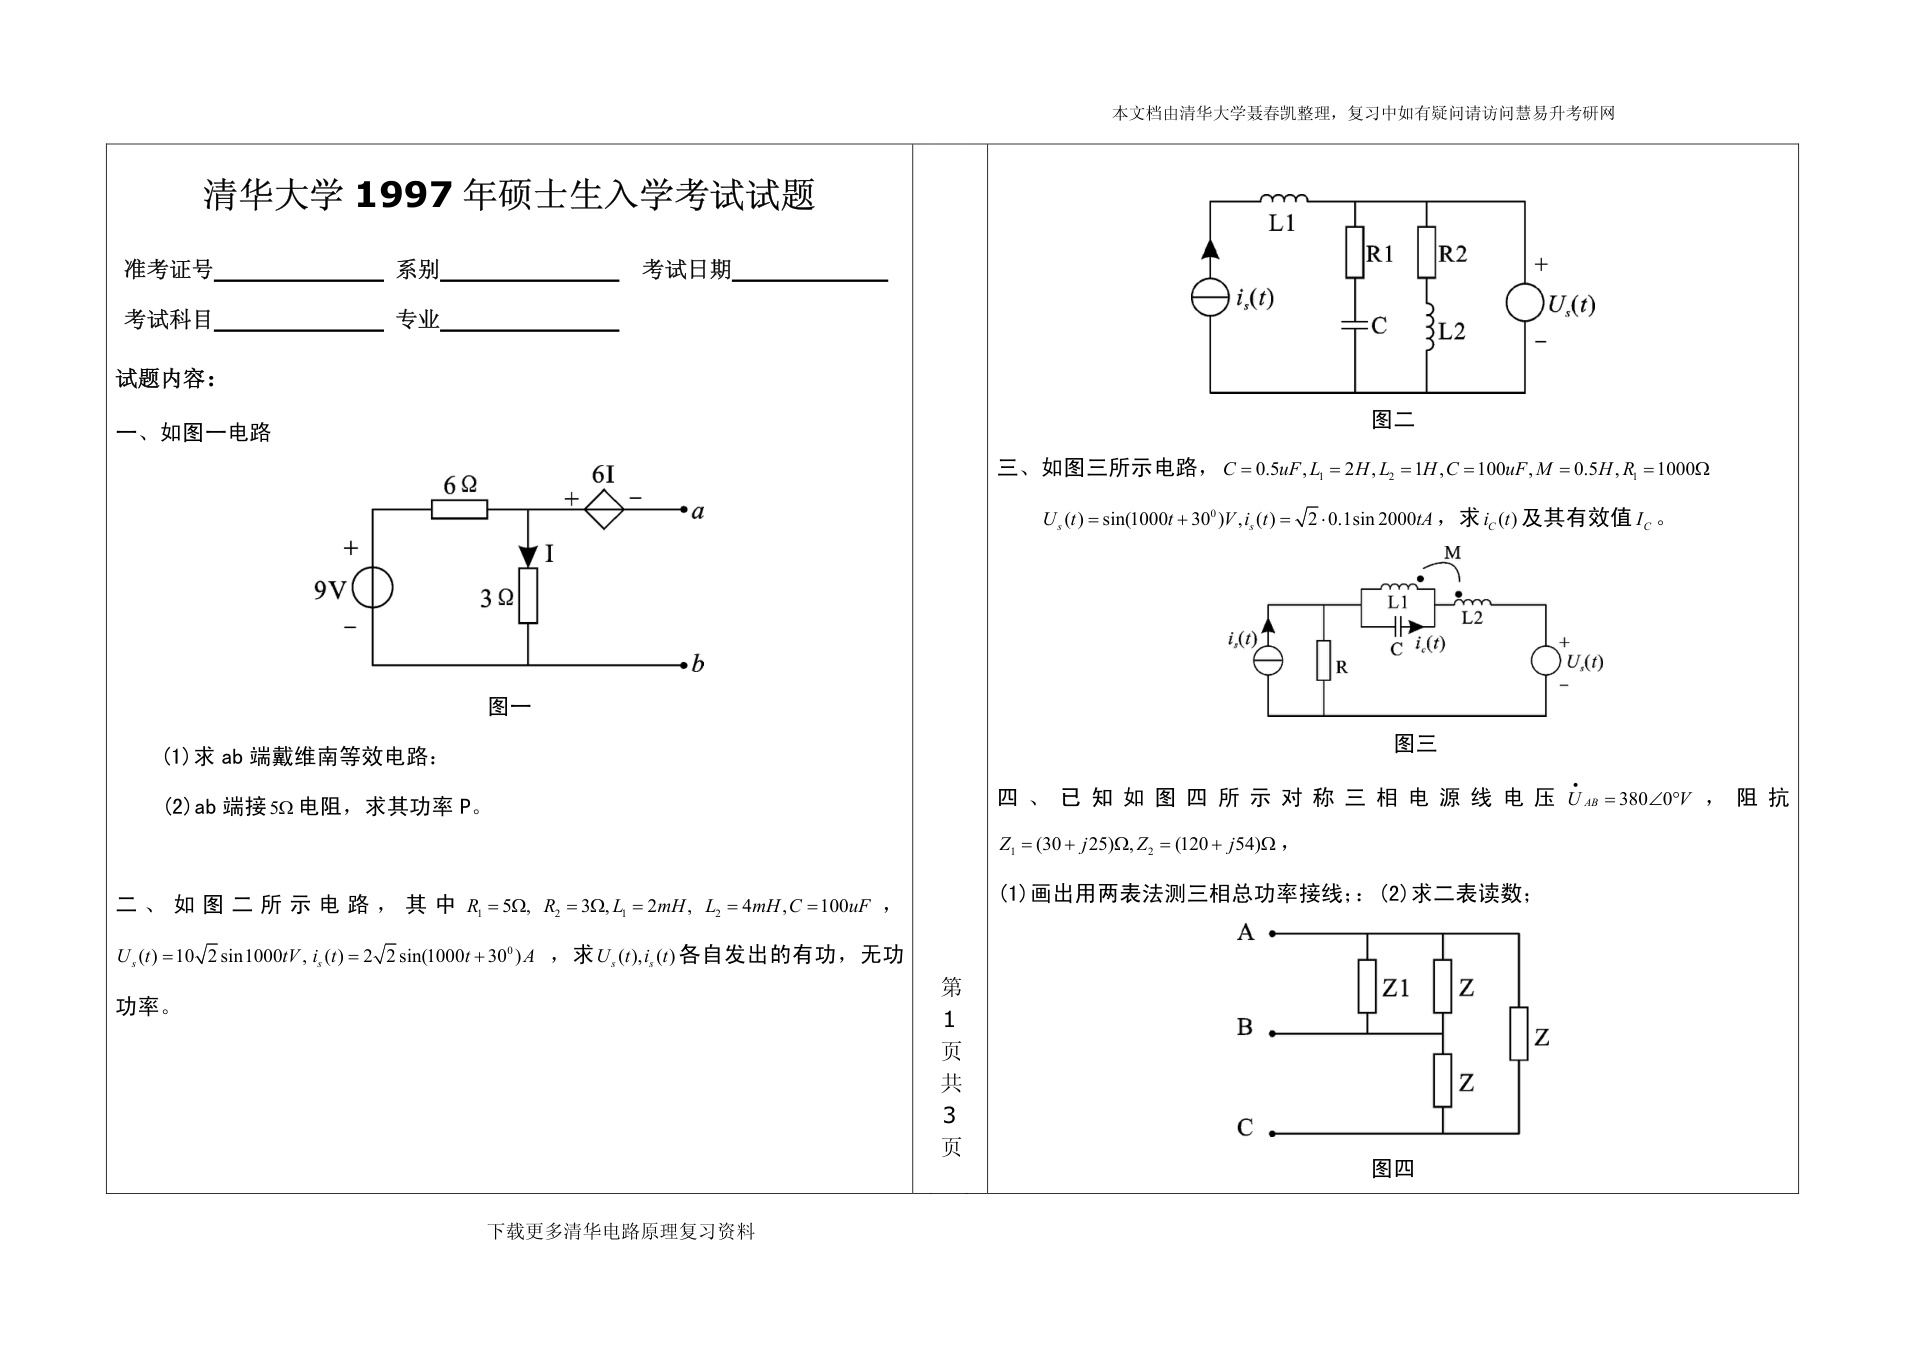 本文档由清华大学聂春凯整理，复习中如有疑问请访问慧易升考研网
清华大学 1997 年硕士生入学考试试题
准考证号 系别 考试日期
考试科目 专业
试题内容：
一、如图一电路
6Ω
6I
+ −
a
+
I
9V
3Ω
−
b
图一
(1)求 ab 端戴维南等效电路：
(2)ab 端接5Ω 电阻，求其功率 P。
二、如图二所示电路，其中 R₁ = 5Ω, R₂ = 3Ω, L₁ = 2mH, L₂ = 4mH, C = 100uF ，
Uₛ(t) = 10√2 sin1000tV, iₛ(t) = 2√2 sin(1000t + 30⁰)A ，求Uₛ(t), iₛ(t)各自发出的有功，无功
功率。
第
1
页
共
3
页
L1
R1
R2
+
iₛ(t)
Uₛ(t)
C
L2
−
图二
三、如图三所示电路， C = 0.5uF, L₁ = 2H, L₂ = 1H, C = 100uF, M = 0.5H, R₁ = 1000Ω
Uₛ(t) = sin(1000t + 30⁰)V, iₛ(t) = √2 · 0.1sin 2000tA，求i_C(t)及其有效值I_C。
M
L1
L2
iₛ(t)
C
i_c(t)
+
R
Uₛ(t)
−
图三
四、已知如图四所示对称三相电源线电压 U̇_AB = 380∠0°V ，阻抗
Z₁ = (30 + j25)Ω, Z₂ = (120 + j54)Ω，
(1)画出用两表法测三相总功率接线；：(2)求二表读数；
A
Z1
Z
B
Z
Z
C
图四
下载更多清华电路原理复习资料